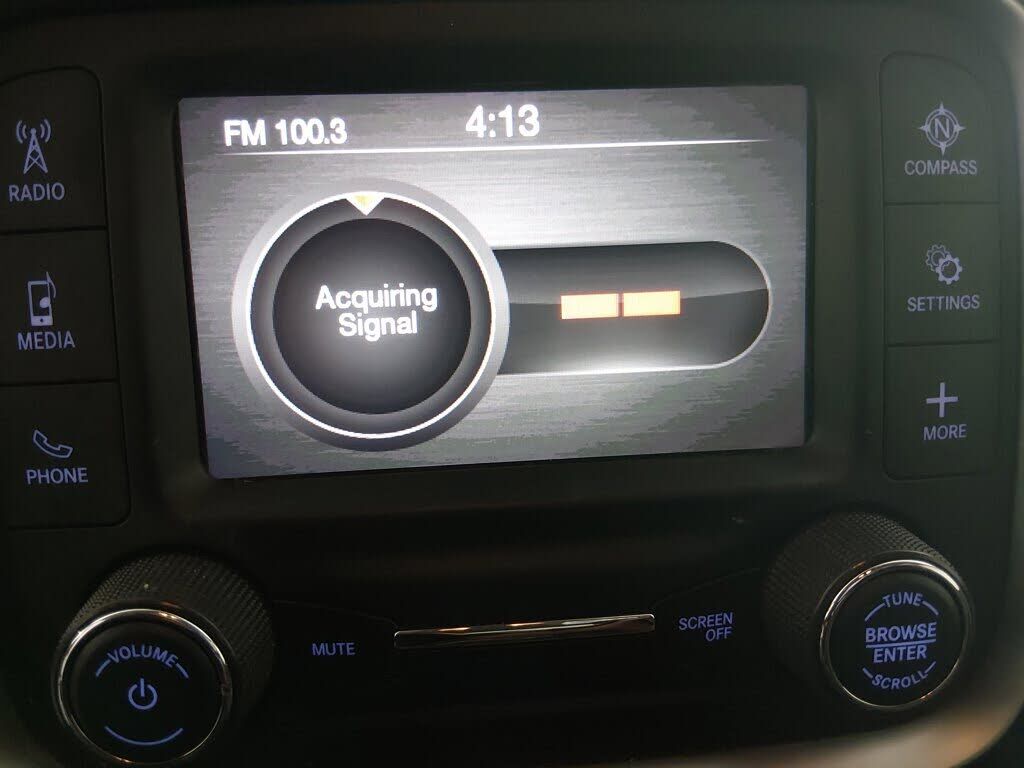 FM 100.3
4:13
RADIO
N
COMPASS
Acquiring
Signal
MEDIA
SETTINGS
PHONE
MORE
MUTE
SCREEN
OFF
VOLUME
TUNE
BROWSE
ENTER
SCROLL